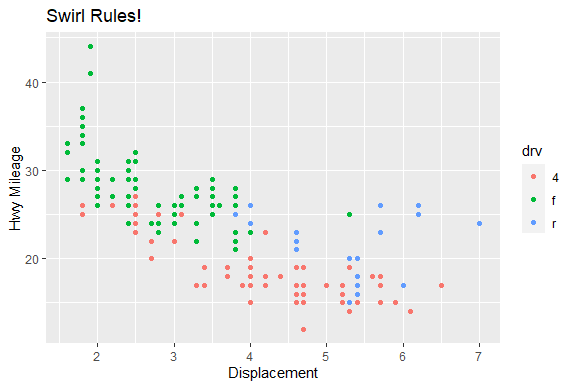 Swirl Rules!
40
30
20
Hwy Mileage
2 3 4 5 6 7
Displacement
drv
4
f
r